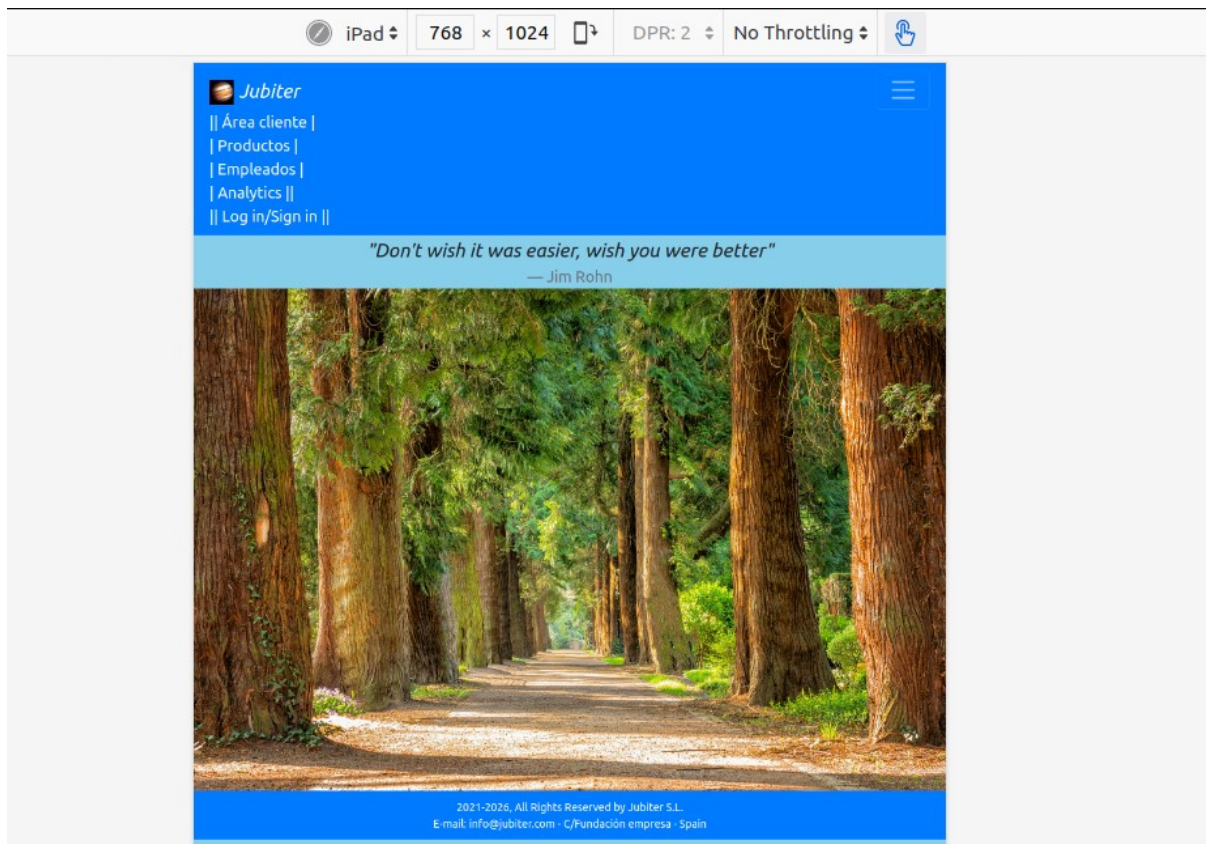 iPad 768 × 1024 DPR: 2 No Throttling
Jubiter
|| Área cliente |
| Productos |
| Empleados |
| Analytics ||
|| Log in/Sign in ||
"Don't wish it was easier, wish you were better"
— Jim Rohn
2021-2026, All Rights Reserved by Jubiter S.L.
E-mail: info@jubiter.com - C/Fundación empresa - Spain